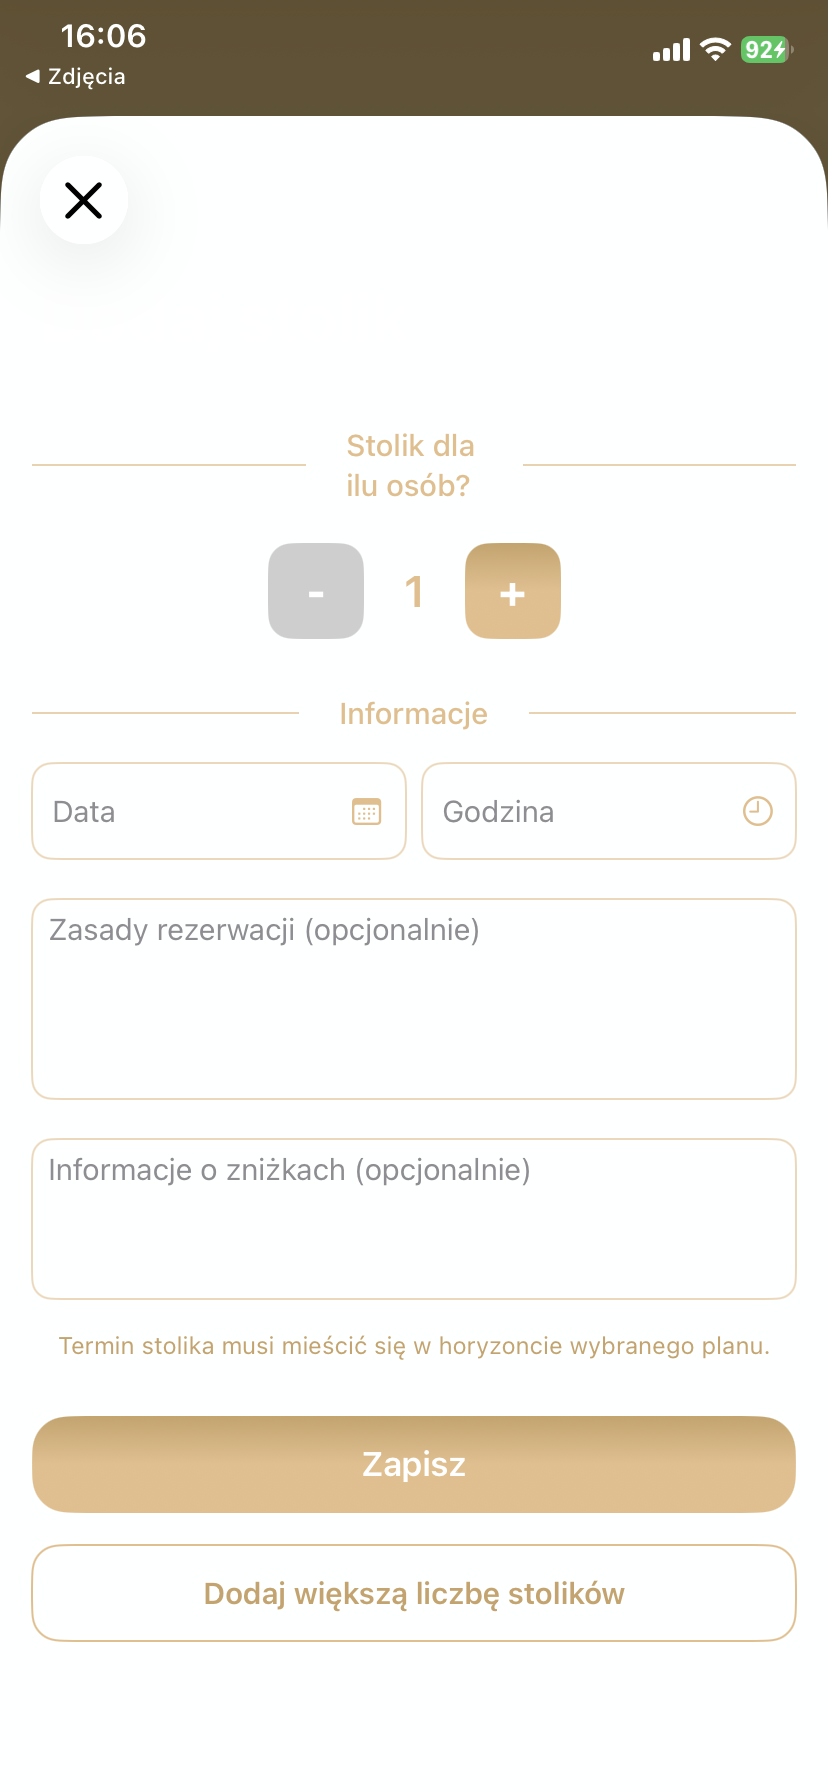 16:06
◀ Zdjęcia
92
Stolik dla
ilu osób?
- 1 +
Informacje
Data
Godzina
Zasady rezerwacji (opcjonalnie)
Informacje o zniżkach (opcjonalnie)
Termin stolika musi mieścić się w horyzoncie wybranego planu.
Zapisz
Dodaj większą liczbę stolików